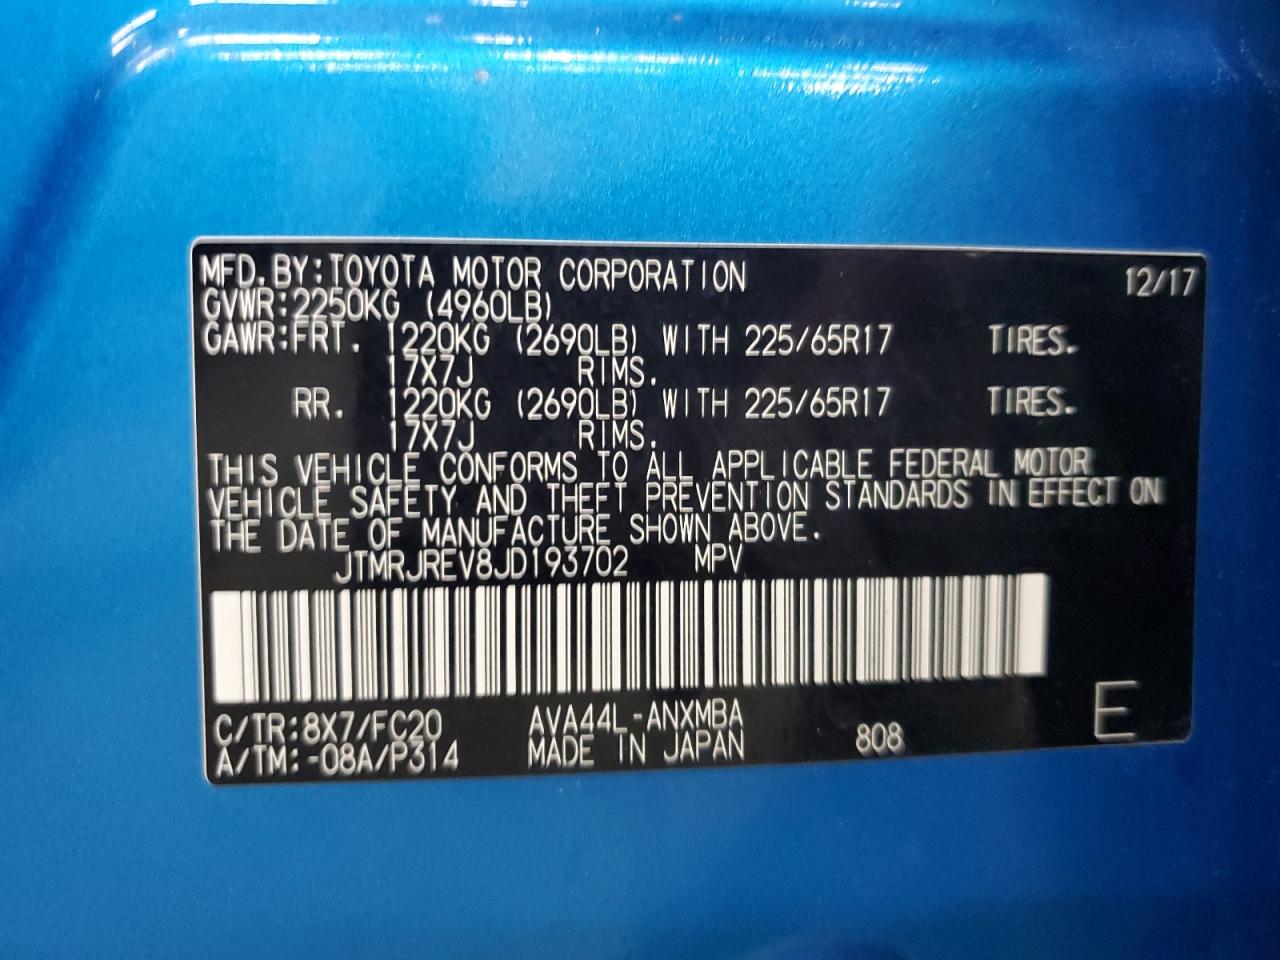 MFD.BY:TOYOTA MOTOR CORPORATION 12/17
GVWR:2250KG (4960LB)
GAWR:FRT. 1220KG (2690LB) WITH 225/65R17 TIRES.
17X7J RIMS.
RR. 1220KG (2690LB) WITH 225/65R17 TIRES.
17X7J RIMS.
THIS VEHICLE CONFORMS TO ALL APPLICABLE FEDERAL MOTOR
VEHICLE SAFETY AND THEFT PREVENTION STANDARDS IN EFFECT ON
THE DATE OF MANUFACTURE SHOWN ABOVE.
JTMRJREV8JD193702 MPV
C/TR:8X7/FC20 AVA44L-ANXMBA
A/TM:-08A/P314 MADE IN JAPAN 808 E